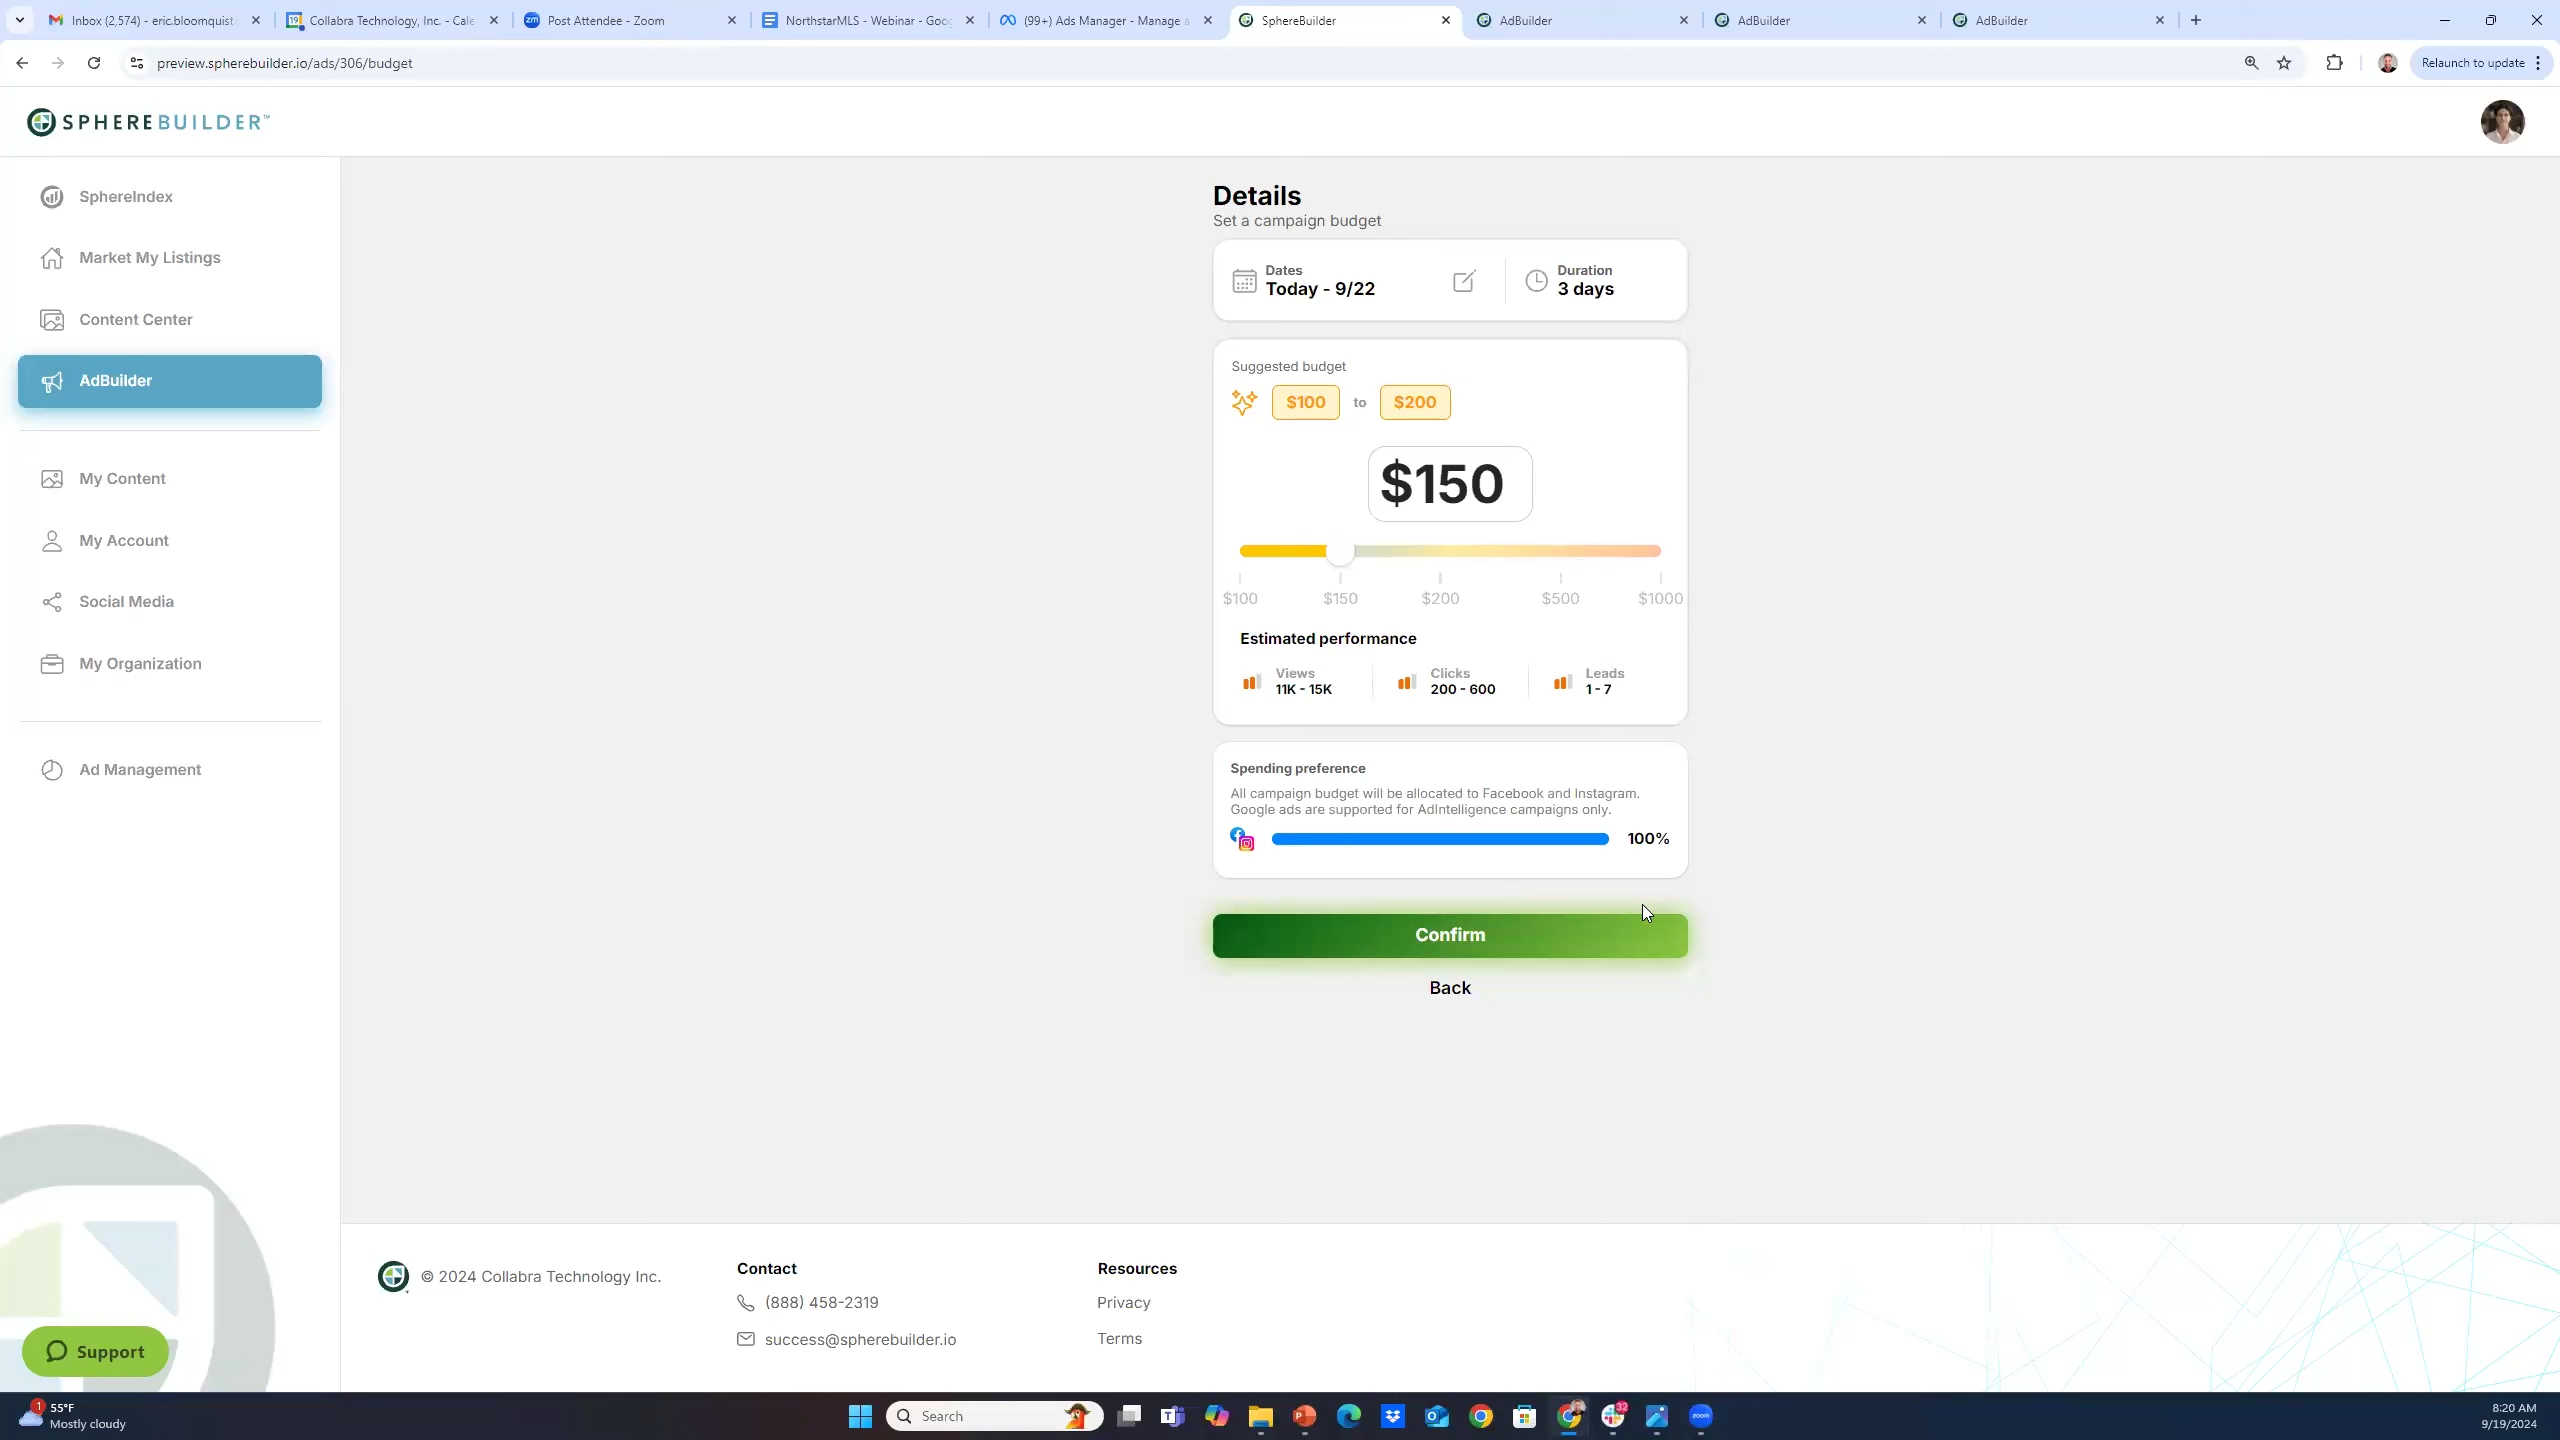 Inbox (2,574) - eric.bloomquist
Collabra Technology, Inc. - Cale
Post Attendee - Zoom
NorthstarMLS - Webinar - Goo
(99+) Ads Manager - Manage a
SphereBuilder
AdBuilder
AdBuilder
AdBuilder
preview.spherebuilder.io/ads/306/budget
Relaunch to update
SPHEREBUILDER™
SphereIndex
Market My Listings
Content Center
AdBuilder
My Content
My Account
Social Media
My Organization
Ad Management
Support
Details
Set a campaign budget
Dates
Today - 9/22
Duration
3 days
Suggested budget
$100 to $200
$150
$100 $150 $200 $500 $1000
Estimated performance
Views
11K - 15K
Clicks
200 - 600
Leads
1 - 7
Spending preference
All campaign budget will be allocated to Facebook and Instagram.
Google ads are supported for AdIntelligence campaigns only.
100%
Confirm
Back
© 2024 Collabra Technology Inc.
Contact
(888) 458-2319
success@spherebuilder.io
Resources
Privacy
Terms
1
55°F
Mostly cloudy
Search
32
zoom
8:20 AM
9/19/2024